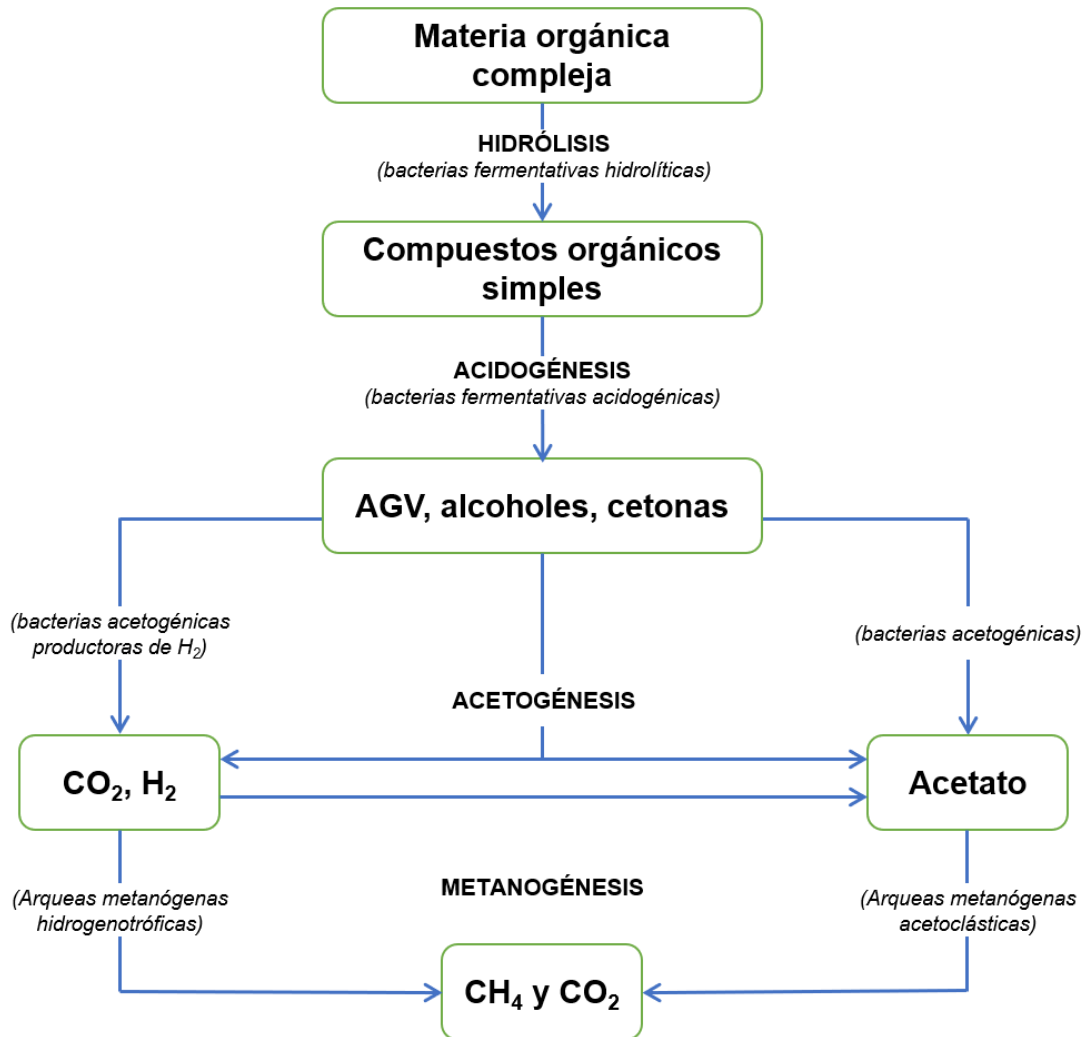 Materia orgánica
compleja
HIDRÓLISIS
(bacterias fermentativas hidrolíticas)
Compuestos orgánicos
simples
ACIDOGÉNESIS
(bacterias fermentativas acidogénicas)
AGV, alcoholes, cetonas
(bacterias acetogénicas
productoras de H₂)
(bacterias acetogénicas)
ACETOGÉNESIS
CO₂, H₂
Acetato
METANOGÉNESIS
(Arqueas metanógenas
hidrogenotróficas)
(Arqueas metanógenas
acetoclásticas)
CH₄ y CO₂